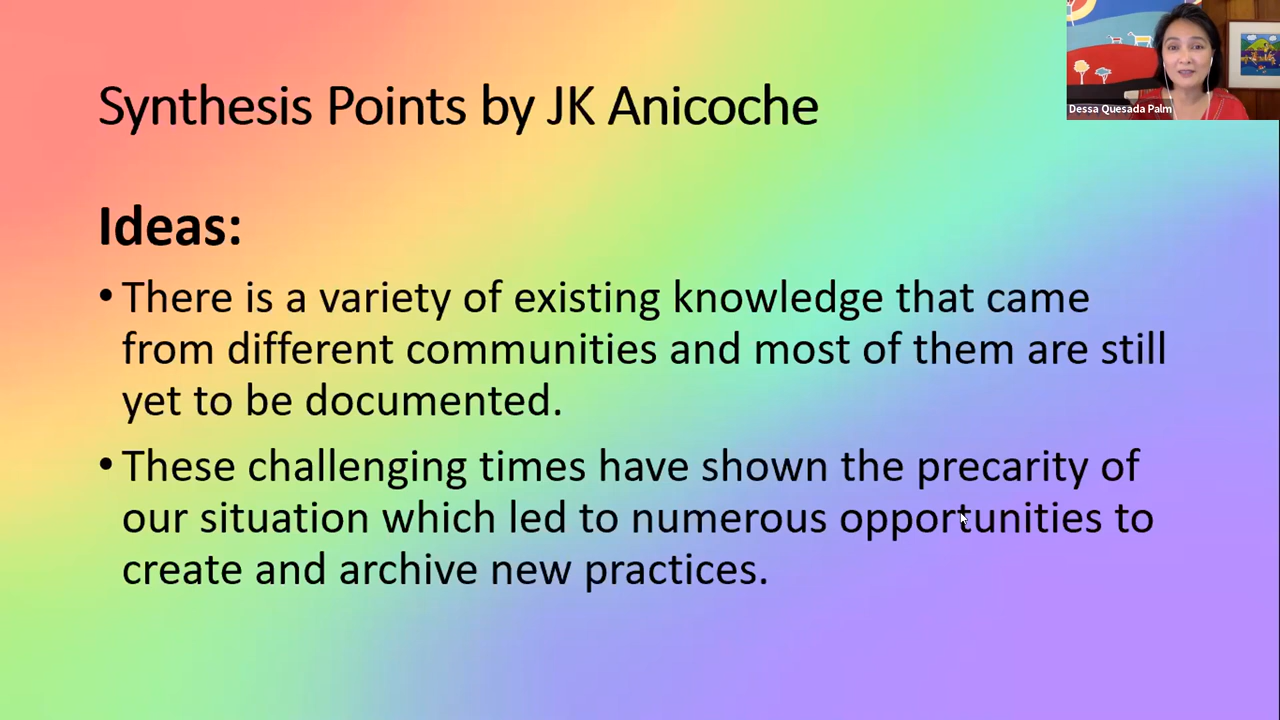 Synthesis Points by JK Anicoche
Dessa Quesada Palm
Ideas:
• There is a variety of existing knowledge that came
from different communities and most of them are still
yet to be documented.
• These challenging times have shown the precarity of
our situation which led to numerous opportunities to
create and archive new practices.